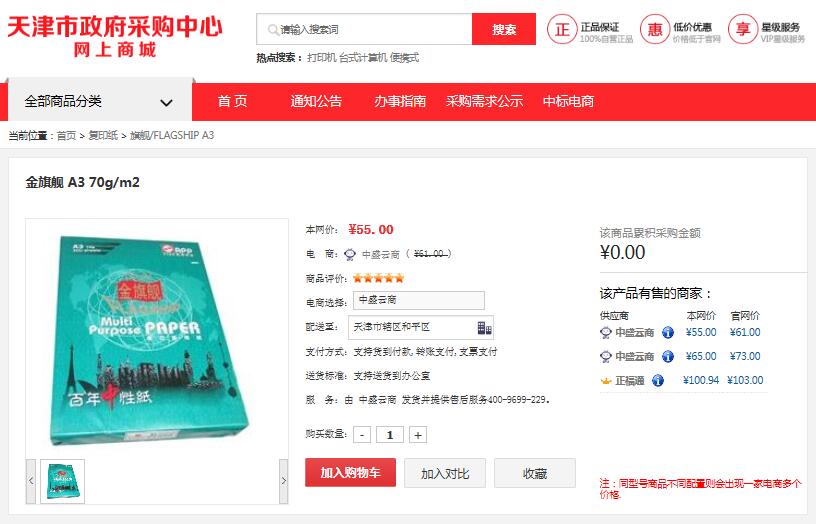 天津市政府采购中心
网上商城
请输入搜索词
搜索
热点搜索： 打印机 台式计算机 便携式
正 正品保证
100%自营正品
惠 低价优惠
价格低于官网
享 星级服务
VIP星级服务
全部商品分类
首 页 通知公告 办事指南 采购需求公示 中标电商
当前位置：首页 > 复印纸 > 旗舰/FLAGSHIP A3
金旗舰 A3 70g/m2
A3 70g
APP
金旗舰
Multi
Purpose PAPER
百年中性紙
本网价： ¥55.00
电 商： 中盛云商 ( ¥61.00 )
商品评价：
电商选择： 中盛云商
配送至： 天津市辖区和平区
支付方式：支持货到付款, 转账支付, 支票支付
送货标准：支持送货到办公室
服 务：由 中盛云商 发货并提供售后服务400-9699-229。
购买数量： - 1 +
加入购物车 加入对比 收藏
该商品累积采购金额
¥0.00
该产品有售的商家：
供应商 本网价 官网价
中盛云商 ¥55.00 ¥61.00
中盛云商 ¥65.00 ¥73.00
正福通 ¥100.94 ¥103.00
注：同型号商品不同配置则会出现一家电商多个
价格.